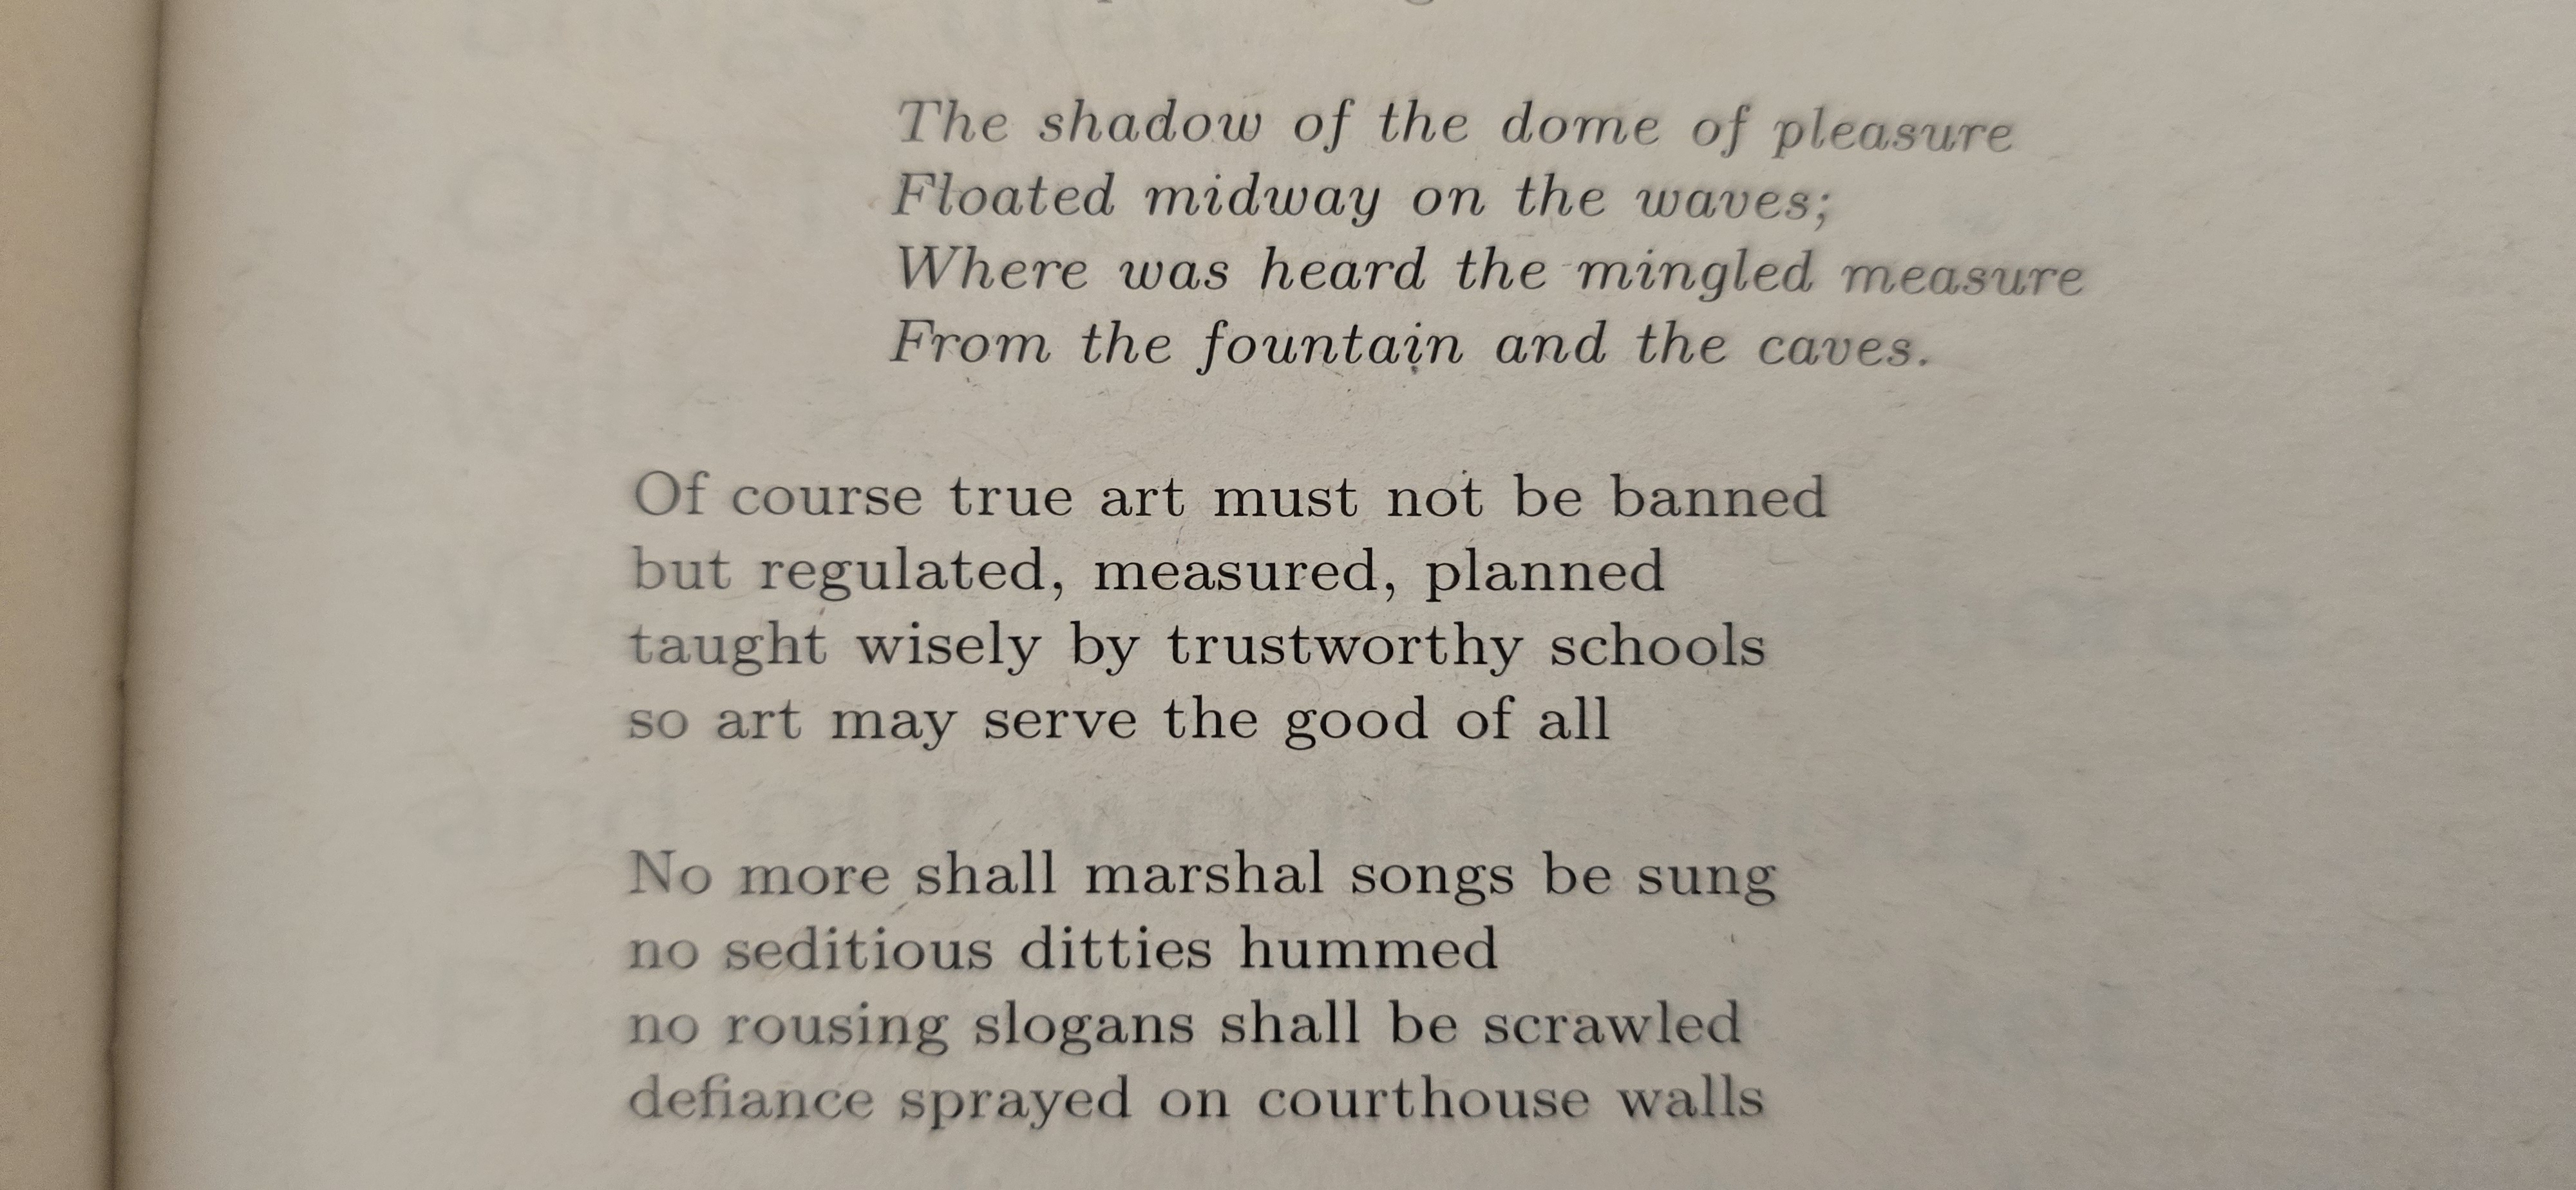 The shadow of the dome of pleasure
Floated midway on the waves;
Where was heard the mingled measure
From the fountain and the caves.
Of course true art must not be banned
but regulated, measured, planned
taught wisely by trustworthy schools
so art may serve the good of all
No more shall marshal songs be sung
no seditious ditties hummed
no rousing slogans shall be scrawled
defiance sprayed on courthouse walls